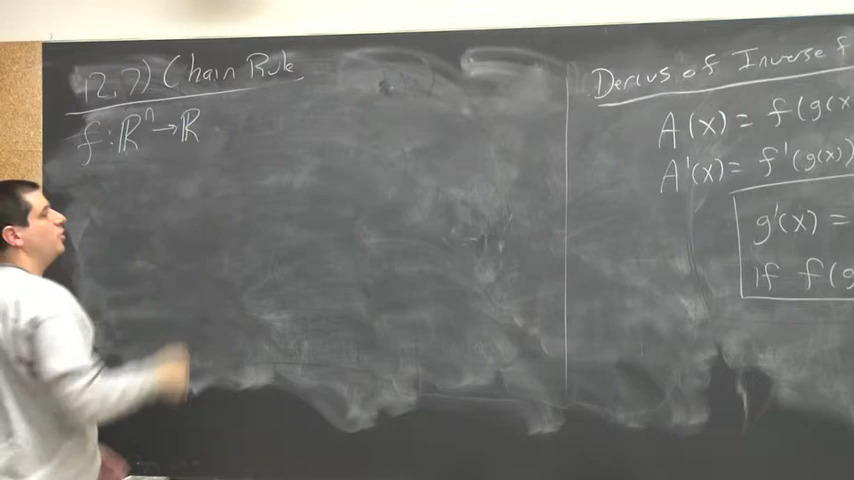 12.7) Chain Rule
f : ℝⁿ → ℝ
Derivs of Inverse f
A(x) = f(g(x
A'(x) = f'(g(x))
g'(x) =
If f(g